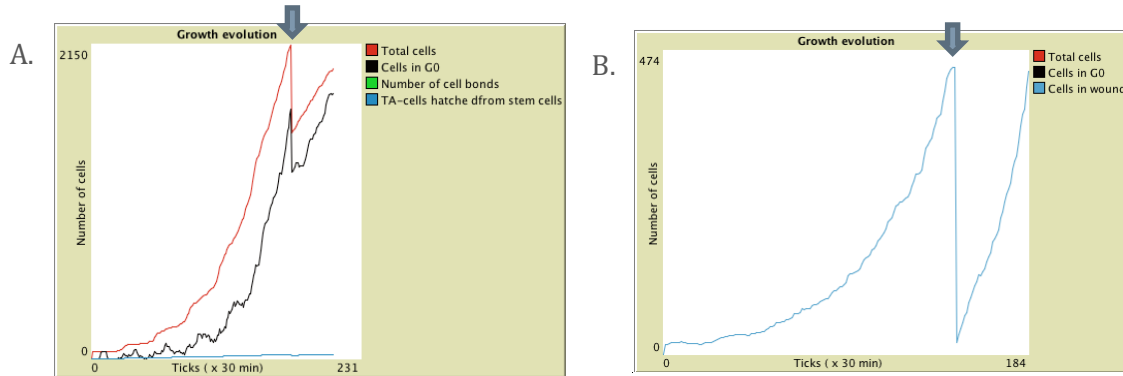 A.
Growth evolution
2150
Number of cells
0
0
Ticks ( x 30 min)
231
Total cells
Cells in G0
Number of cell bonds
TA-cells hatche dfrom stem cells
B.
Growth evolution
474
Number of cells
0
0
Ticks ( x 30 min)
184
Total cells
Cells in G0
Cells in wound